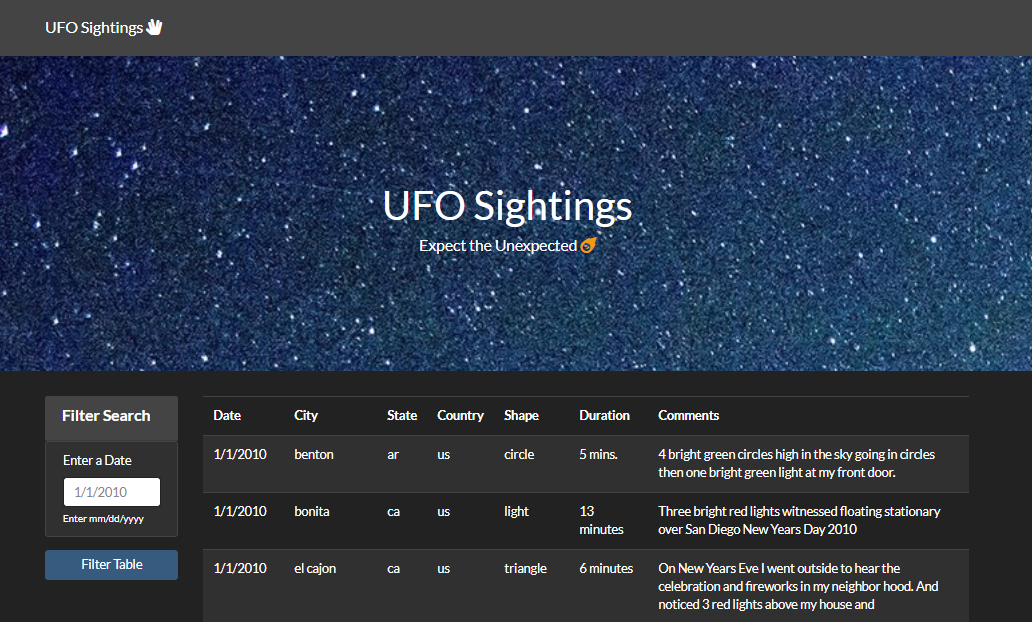 UFO Sightings
UFO Sightings
Expect the Unexpected
Filter Search
Enter a Date
1/1/2010
Enter mm/dd/yyyy
Filter Table
Date City State Country Shape Duration Comments
1/1/2010 benton ar us circle 5 mins. 4 bright green circles high in the sky going in circles
then one bright green light at my front door.
1/1/2010 bonita ca us light 13 Three bright red lights witnessed floating stationary
minutes over San Diego New Years Day 2010
1/1/2010 el cajon ca us triangle 6 minutes On New Years Eve I went outside to hear the
celebration and fireworks in my neighbor hood. And
noticed 3 red lights above my house and